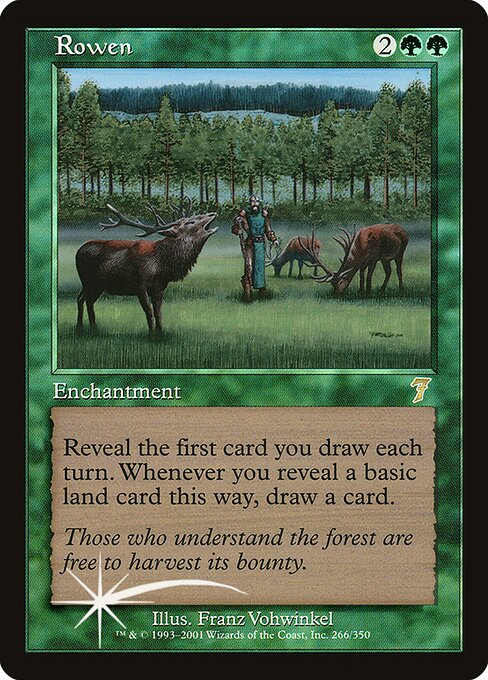 Rowen 2
Enchantment 7
Reveal the first card you draw each
turn. Whenever you reveal a basic
land card this way, draw a card.
Those who understand the forest are
free to harvest its bounty.
Illus. Franz Vohwinkel
™ & © 1993–2001 Wizards of the Coast, Inc. 266/350